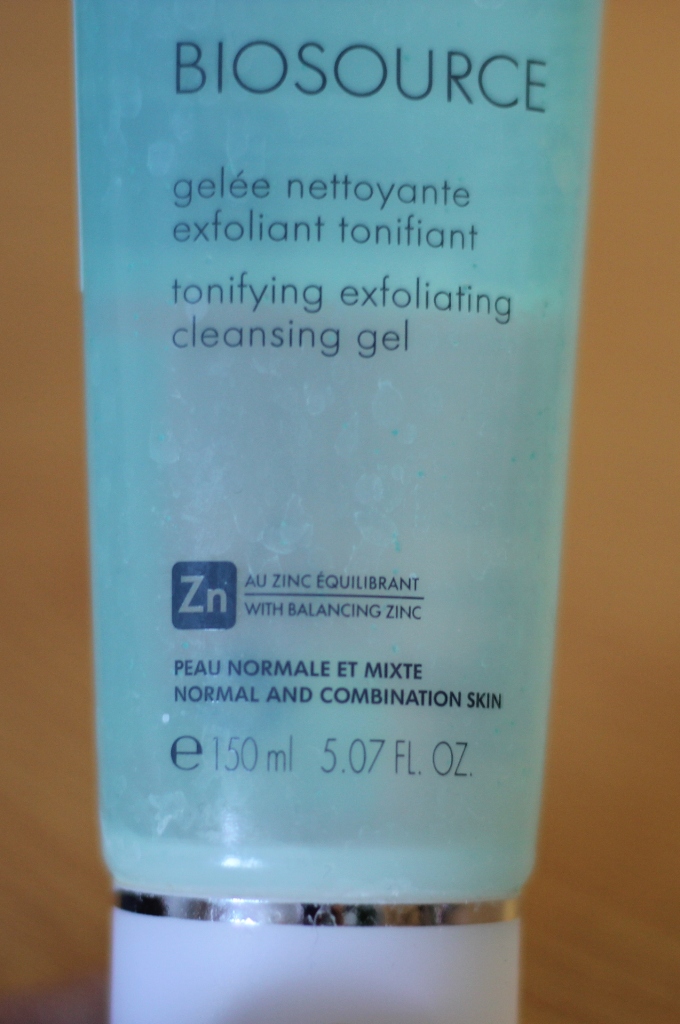 BIOSOURCE
gelée nettoyante
exfoliant tonifiant
tonifying exfoliating
cleansing gel
Zn
AU ZINC ÉQUILIBRANT
WITH BALANCING ZINC
PEAU NORMALE ET MIXTE
NORMAL AND COMBINATION SKIN
℮ 150 ml 5.07 FL. OZ.